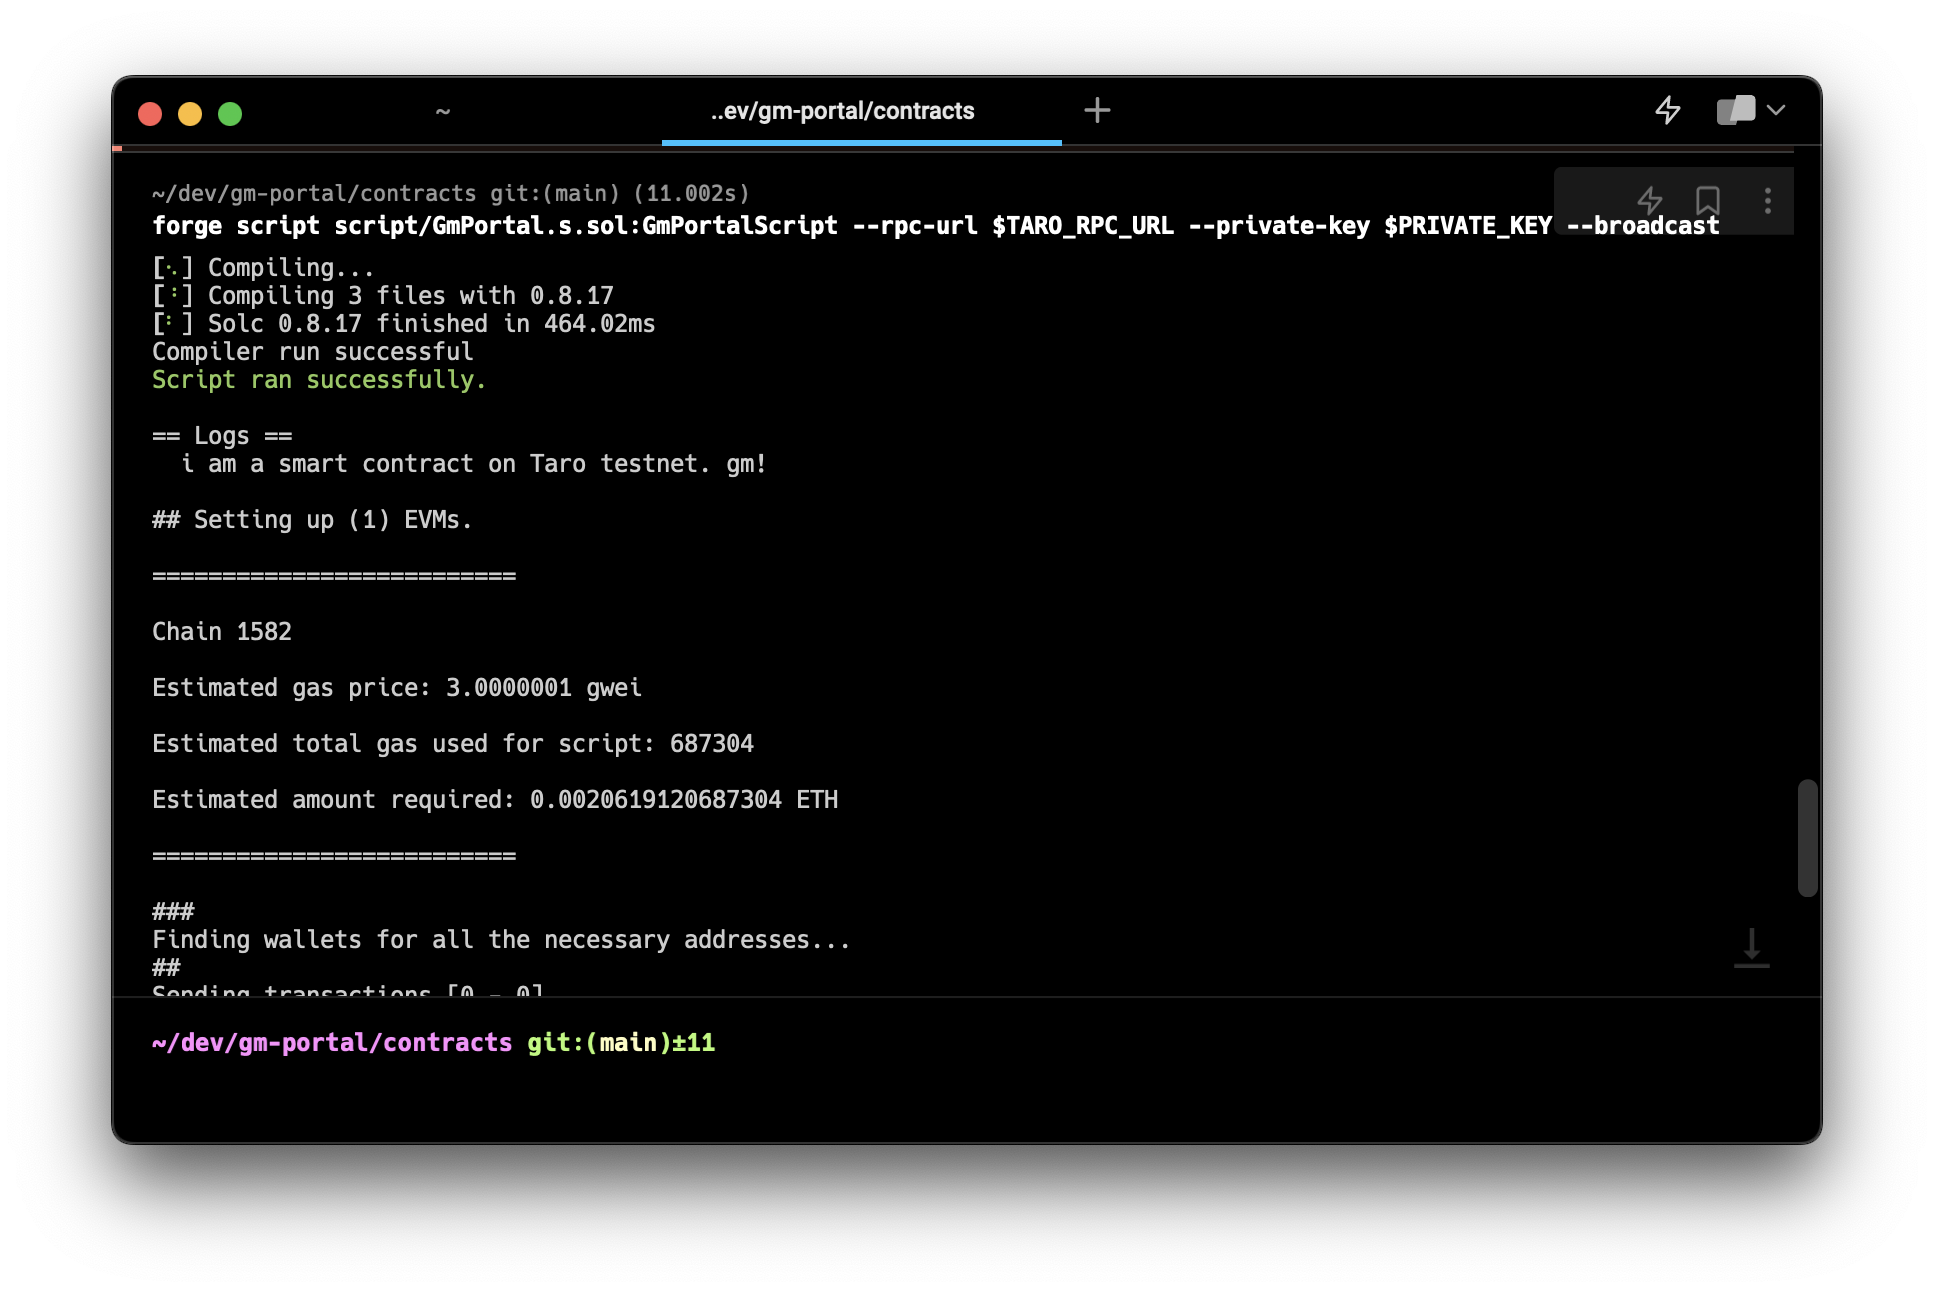 ~ ..ev/gm-portal/contracts
~/dev/gm-portal/contracts git:(main) (11.002s)
forge script script/GmPortal.s.sol:GmPortalScript --rpc-url $TARO_RPC_URL --private-key $PRIVATE_KEY --broadcast
[⠢] Compiling...
[⠘] Compiling 3 files with 0.8.17
[⠃] Solc 0.8.17 finished in 464.02ms
Compiler run successful
Script ran successfully.
== Logs ==
i am a smart contract on Taro testnet. gm!
## Setting up (1) EVMs.
==========================
Chain 1582
Estimated gas price: 3.0000001 gwei
Estimated total gas used for script: 687304
Estimated amount required: 0.0020619120687304 ETH
==========================
###
Finding wallets for all the necessary addresses...
##
Sending transactions [0 - 0]
~/dev/gm-portal/contracts git:(main)±11